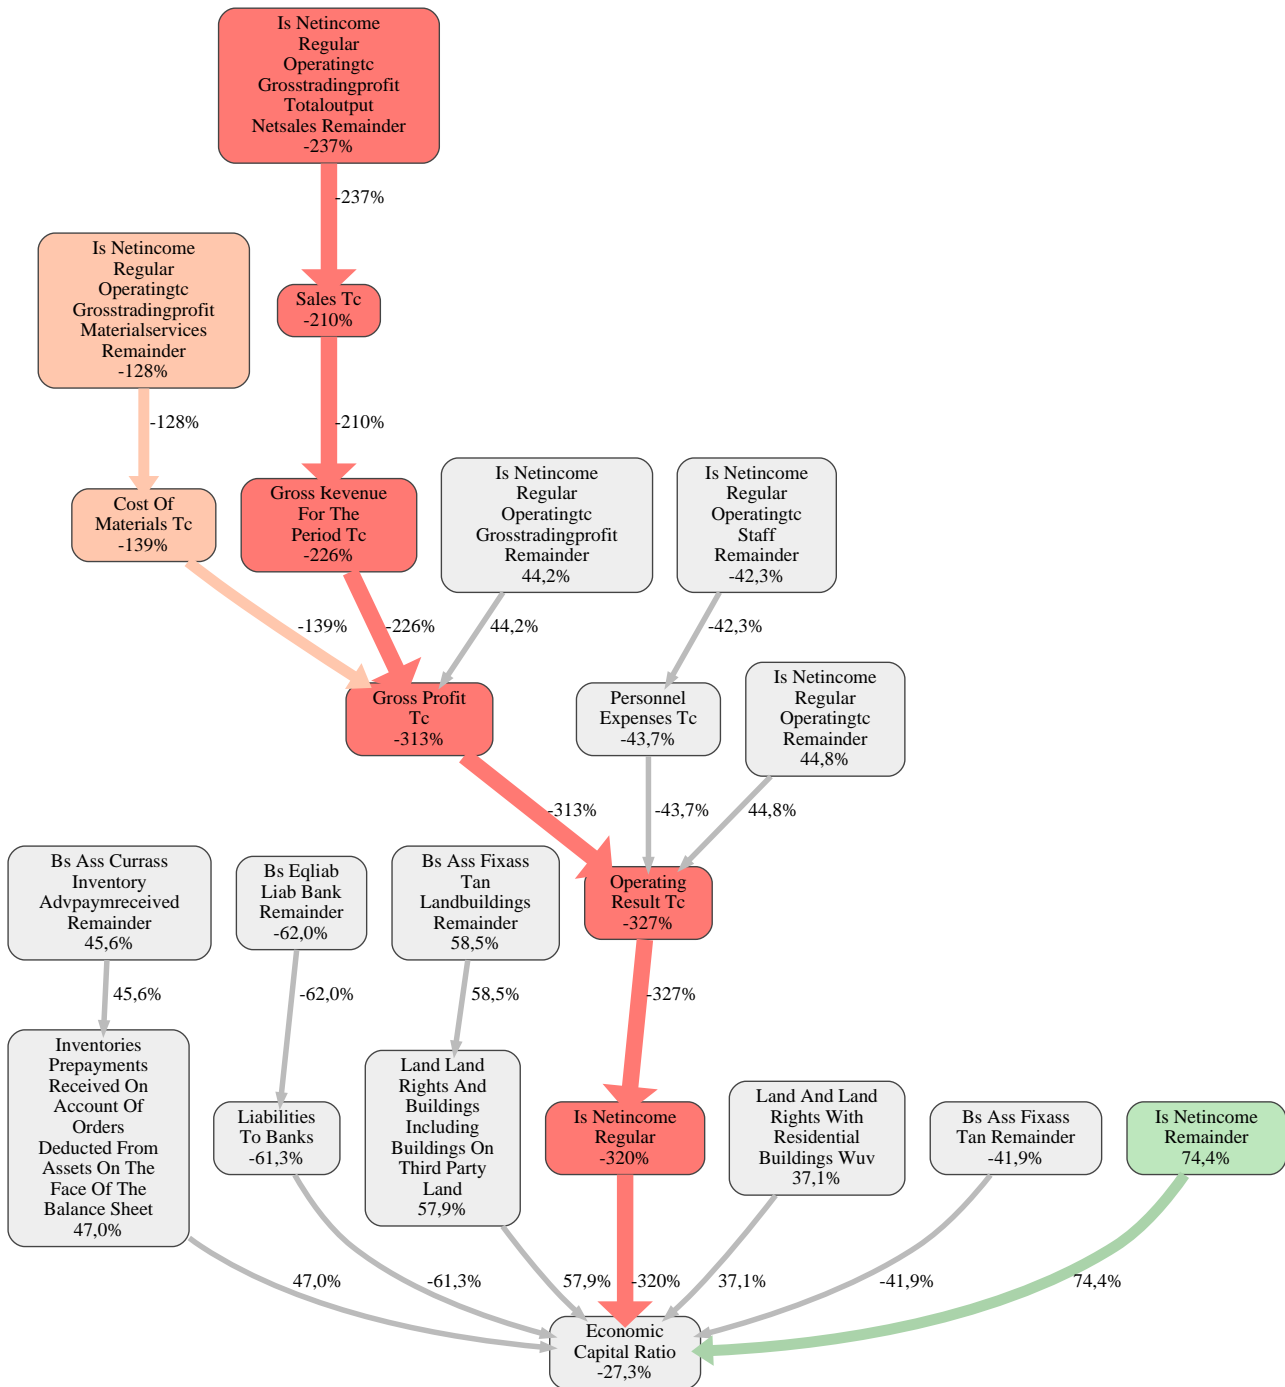 Is Netincome
Regular
Operatingtc
Grosstradingprofit
Totaloutput
Netsales Remainder
-237%
-237%
Is Netincome
Regular
Operatingtc
Grosstradingprofit
Materialservices
Remainder
-128%
Sales Tc
-210%
-128%
-210%
Cost Of
Materials Tc
-139%
Gross Revenue
For The
Period Tc
-226%
Is Netincome
Regular
Operatingtc
Grosstradingprofit
Remainder
44,2%
Is Netincome
Regular
Operatingtc
Staff
Remainder
-42,3%
-139%
-226%
44,2%
-42,3%
Gross Profit
Tc
-313%
Personnel
Expenses Tc
-43,7%
Is Netincome
Regular
Operatingtc
Remainder
44,8%
-313%
-43,7%
44,8%
Bs Ass Currass
Inventory
Advpaymreceived
Remainder
45,6%
Bs Eqliab
Liab Bank
Remainder
-62,0%
Bs Ass Fixass
Tan
Landbuildings
Remainder
58,5%
Operating
Result Tc
-327%
45,6%
-62,0%
58,5%
-327%
Inventories
Prepayments
Received On
Account Of
Orders
Deducted From
Assets On The
Face Of The
Balance Sheet
47,0%
Liabilities
To Banks
-61,3%
Land Land
Rights And
Buildings
Including
Buildings On
Third Party
Land
57,9%
Is Netincome
Regular
-320%
Land And Land
Rights With
Residential
Buildings Wuv
37,1%
Bs Ass Fixass
Tan Remainder
-41,9%
Is Netincome
Remainder
74,4%
47,0%
-61,3%
57,9%
-320%
37,1%
-41,9%
74,4%
Economic
Capital Ratio
-27,3%